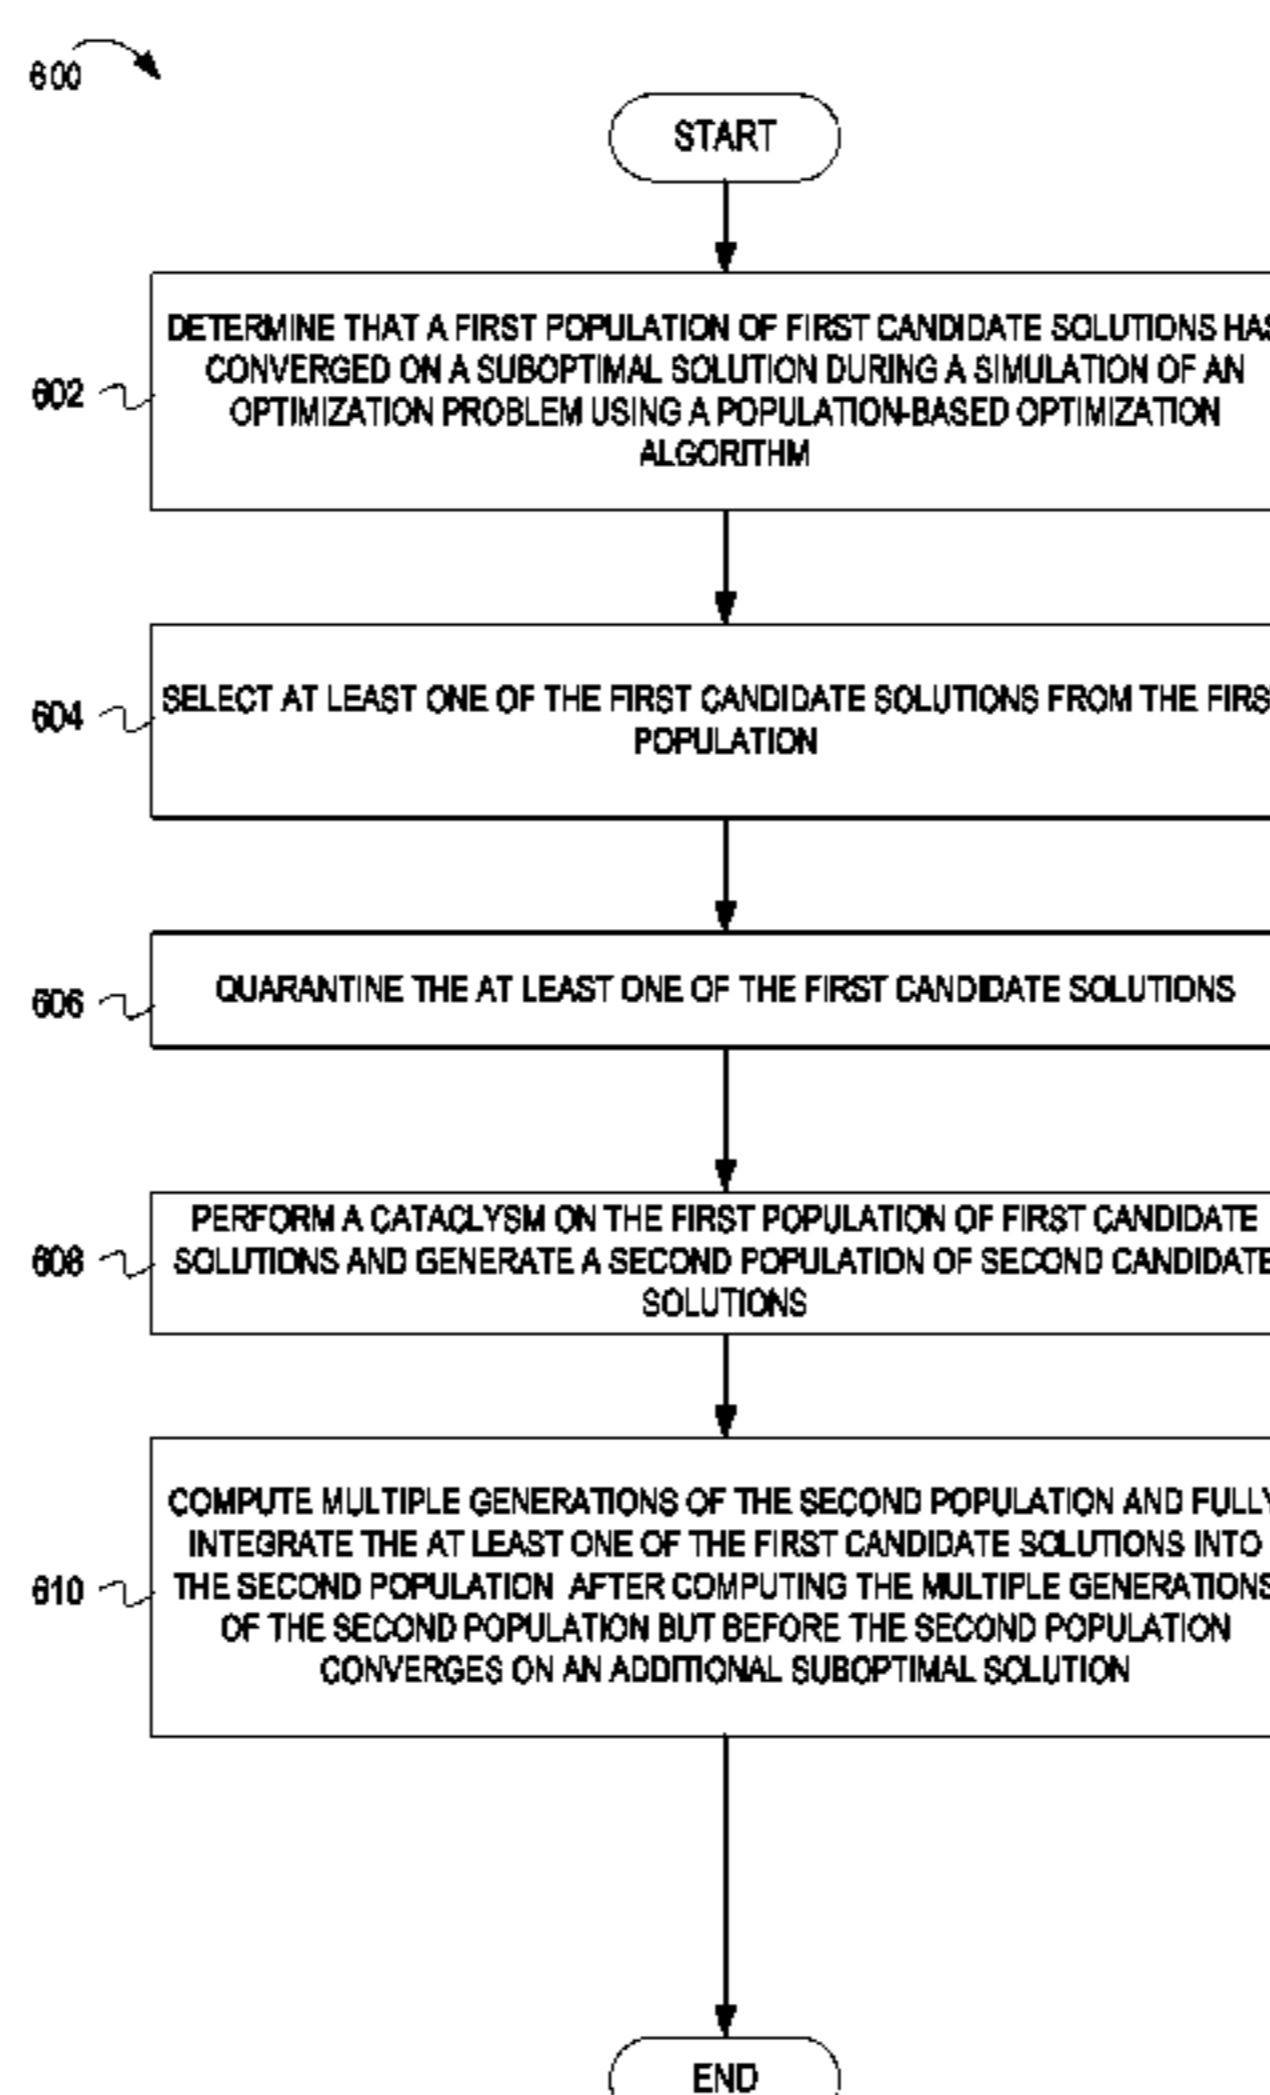 600
START
DETERMINE THAT A FIRST POPULATION OF FIRST CANDIDATE SOLUTIONS HAS
CONVERGED ON A SUBOPTIMAL SOLUTION DURING A SIMULATION OF AN
602
OPTIMIZATION PROBLEM USING A POPULATION-BASED OPTIMIZATION
ALGORITHM
SELECT AT LEAST ONE OF THE FIRST CANDIDATE SOLUTIONS FROM THE FIRS
604
POPULATION
606
QUARANTINE THE AT LEAST ONE OF THE FIRST CANDIDATE SOLUTIONS
PERFORM A CATACLYSM ON THE FIRST POPULATION OF FIRST CANDIDATE
608
SOLUTIONS AND GENERATE A SECOND POPULATION OF SECOND CANDIDATE
SOLUTIONS
COMPUTE MULTIPLE GENERATIONS OF THE SECOND POPULATION AND FULLY
INTEGRATE THE AT LEAST ONE OF THE FIRST CANDIDATE SOLUTIONS INTO
610
THE SECOND POPULATION AFTER COMPUTING THE MULTIPLE GENERATIONS
OF THE SECOND POPULATION BUT BEFORE THE SECOND POPULATION
CONVERGES ON AN ADDITIONAL SUBOPTIMAL SOLUTION
END